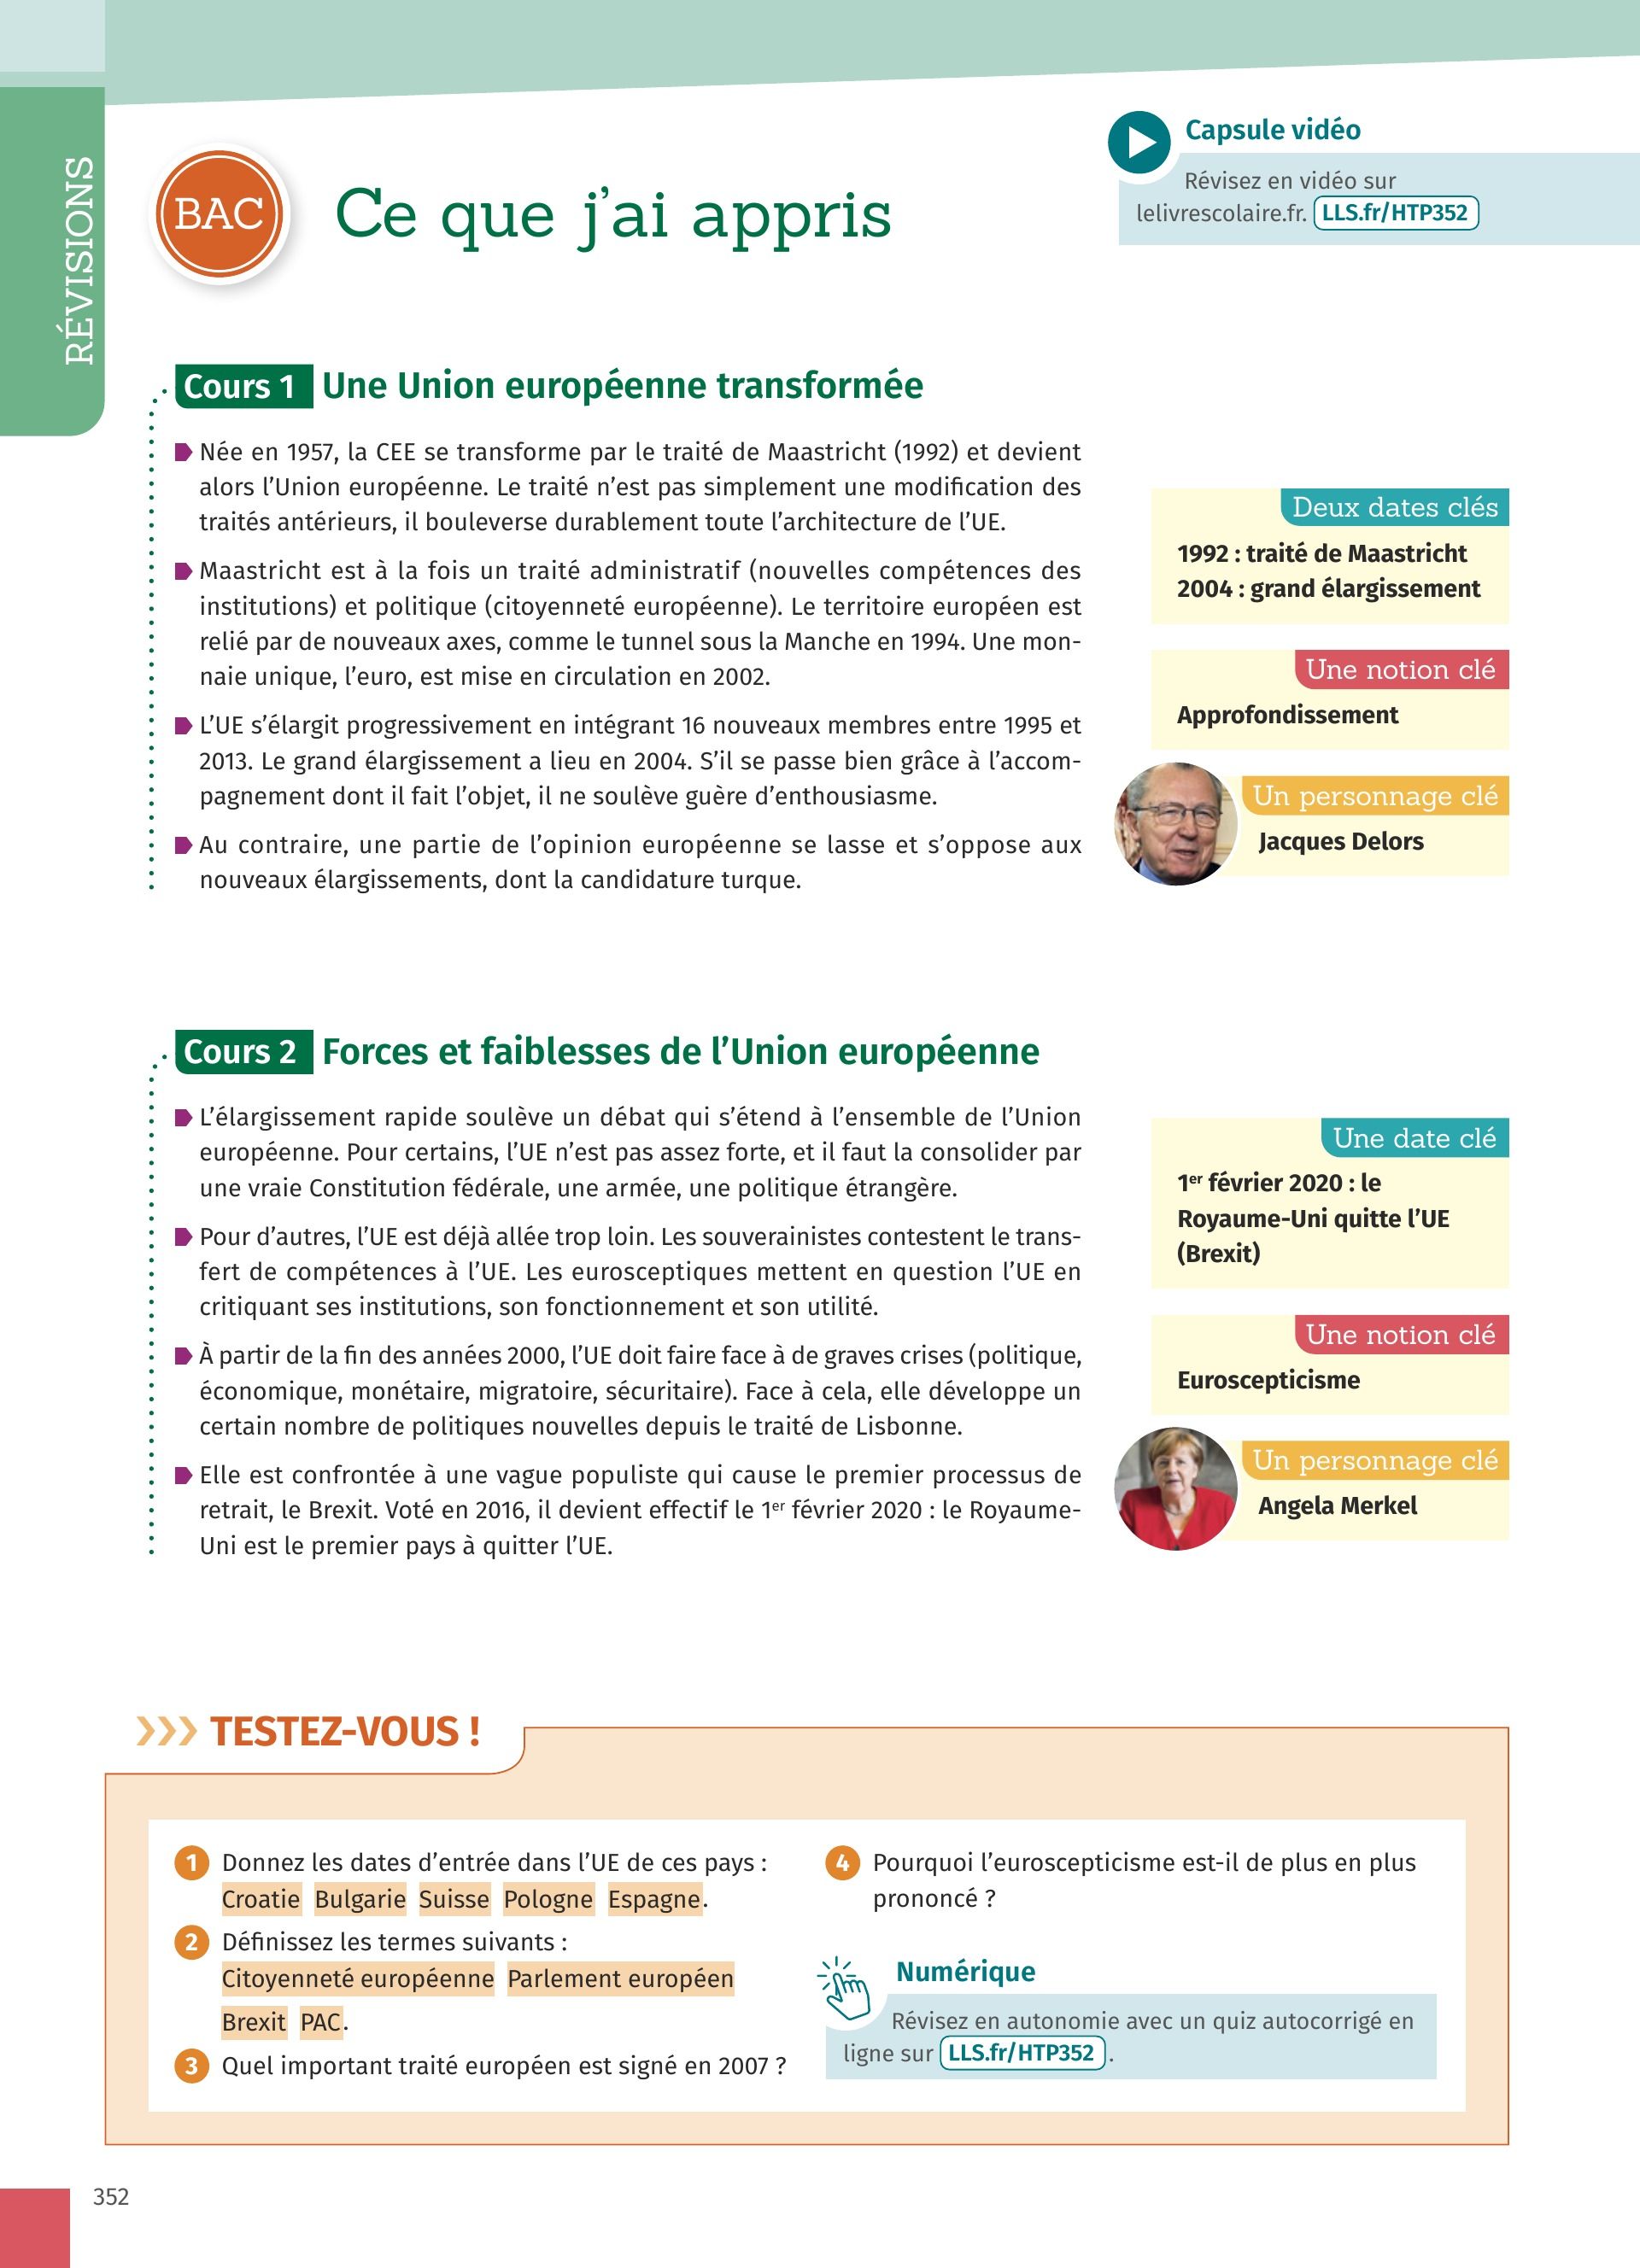 RÉVISIONS
BAC
Ce que j’ai appris
Capsule vidéo
Révisez en vidéo sur
lelivrescolaire.fr. LLS.fr/HTP352
Cours 1 Une Union européenne transformée
Née en 1957, la CEE se transforme par le traité de Maastricht (1992) et devient
alors l’Union européenne. Le traité n’est pas simplement une modification des
traités antérieurs, il bouleverse durablement toute l’architecture de l’UE.
Maastricht est à la fois un traité administratif (nouvelles compétences des
institutions) et politique (citoyenneté européenne). Le territoire européen est
relié par de nouveaux axes, comme le tunnel sous la Manche en 1994. Une mon-
naie unique, l’euro, est mise en circulation en 2002.
L’UE s’élargit progressivement en intégrant 16 nouveaux membres entre 1995 et
2013. Le grand élargissement a lieu en 2004. S’il se passe bien grâce à l’accom-
pagnement dont il fait l’objet, il ne soulève guère d’enthousiasme.
Au contraire, une partie de l’opinion européenne se lasse et s’oppose aux
nouveaux élargissements, dont la candidature turque.
Deux dates clés
1992 : traité de Maastricht
2004 : grand élargissement
Une notion clé
Approfondissement
Un personnage clé
Jacques Delors
Cours 2 Forces et faiblesses de l’Union européenne
L’élargissement rapide soulève un débat qui s’étend à l’ensemble de l’Union
européenne. Pour certains, l’UE n’est pas assez forte, et il faut la consolider par
une vraie Constitution fédérale, une armée, une politique étrangère.
Pour d’autres, l’UE est déjà allée trop loin. Les souverainistes contestent le trans-
fert de compétences à l’UE. Les eurosceptiques mettent en question l’UE en
critiquant ses institutions, son fonctionnement et son utilité.
À partir de la fin des années 2000, l’UE doit faire face à de graves crises (politique,
économique, monétaire, migratoire, sécuritaire). Face à cela, elle développe un
certain nombre de politiques nouvelles depuis le traité de Lisbonne.
Elle est confrontée à une vague populiste qui cause le premier processus de
retrait, le Brexit. Voté en 2016, il devient effectif le 1er février 2020 : le Royaume-
Uni est le premier pays à quitter l’UE.
Une date clé
1er février 2020 : le
Royaume-Uni quitte l’UE
(Brexit)
Une notion clé
Euroscepticisme
Un personnage clé
Angela Merkel
TESTEZ-VOUS !
1 Donnez les dates d’entrée dans l’UE de ces pays :
Croatie Bulgarie Suisse Pologne Espagne.
2 Définissez les termes suivants :
Citoyenneté européenne Parlement européen
Brexit PAC.
3 Quel important traité européen est signé en 2007 ?
4 Pourquoi l’euroscepticisme est-il de plus en plus
prononcé ?
Numérique
Révisez en autonomie avec un quiz autocorrigé en
ligne sur LLS.fr/HTP352 .
352